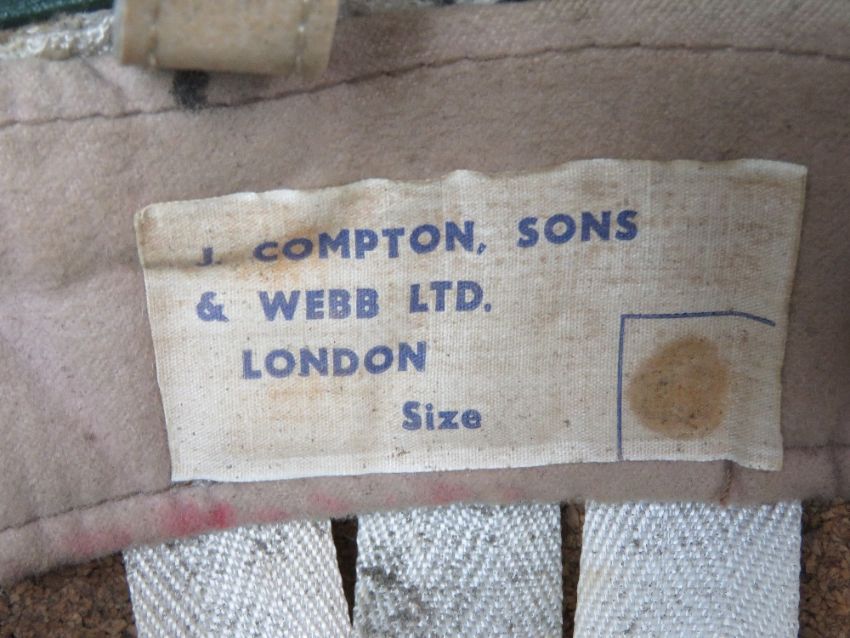 J. COMPTON, SONS
& WEBB LTD.
LONDON
Size